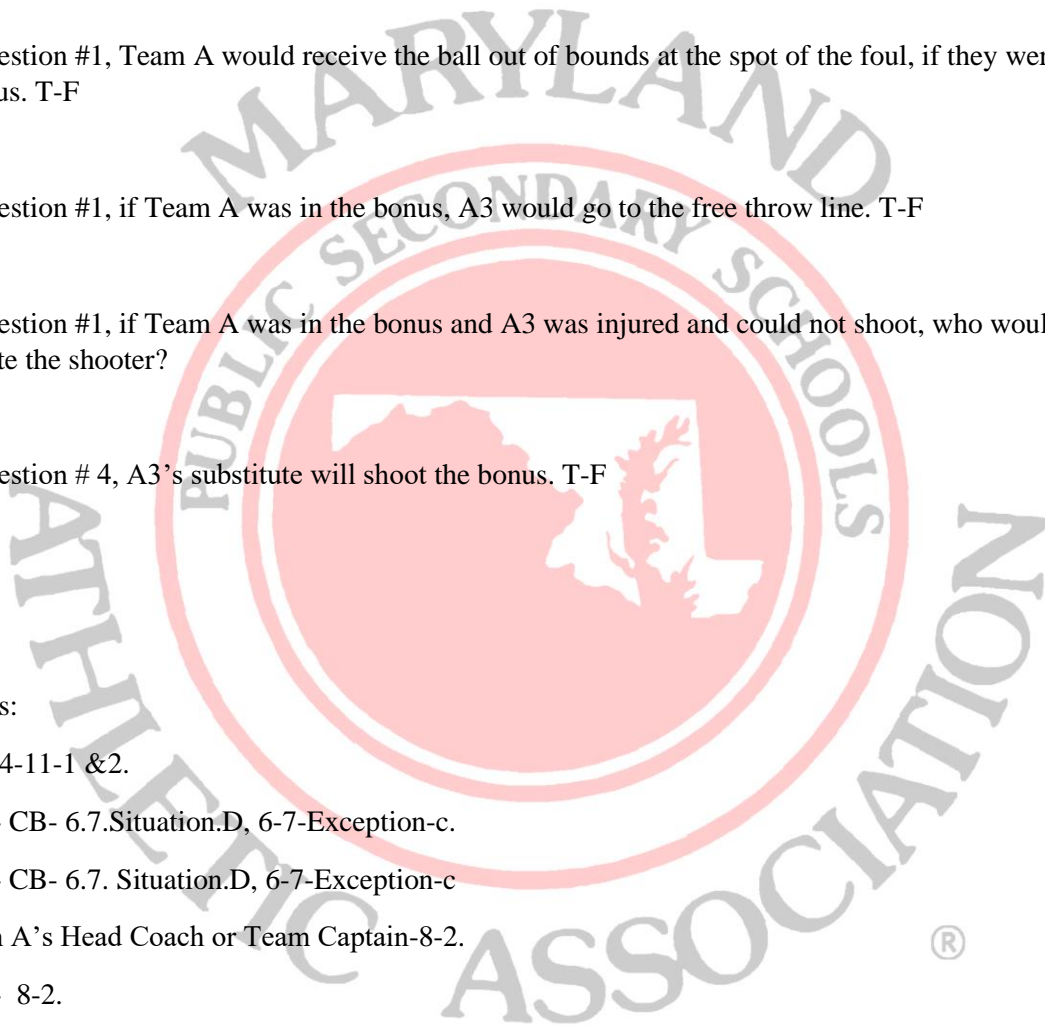 estion #1, Team A would receive the ball out of bounds at the spot of the foul, if they wer
us. T-F
estion #1, if Team A was in the bonus, A3 would go to the free throw line. T-F
estion #1, if Team A was in the bonus and A3 was injured and could not shoot, who woul
te the shooter?
estion # 4, A3’s substitute will shoot the bonus. T-F
s:
4-11-1 &2.
- CB- 6.7.Situation.D, 6-7-Exception-c.
- CB- 6.7. Situation.D, 6-7-Exception-c
n A’s Head Coach or Team Captain-8-2.
- 8-2.
MARYLAND
PUBLIC SECONDARY SCHOOLS
ATHLETIC ASSOCIATION
®